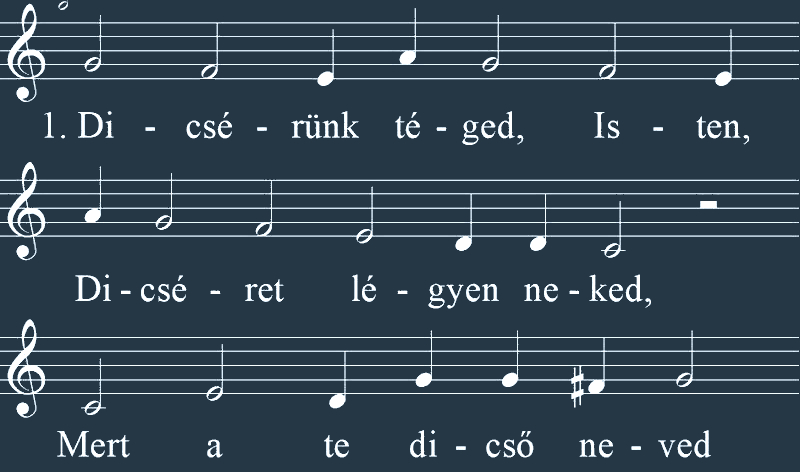 1. Di - csé - rünk té - ged, Is - ten,
Di - csé - ret lé - gyen ne - ked,
Mert a te di - cső ne - ved